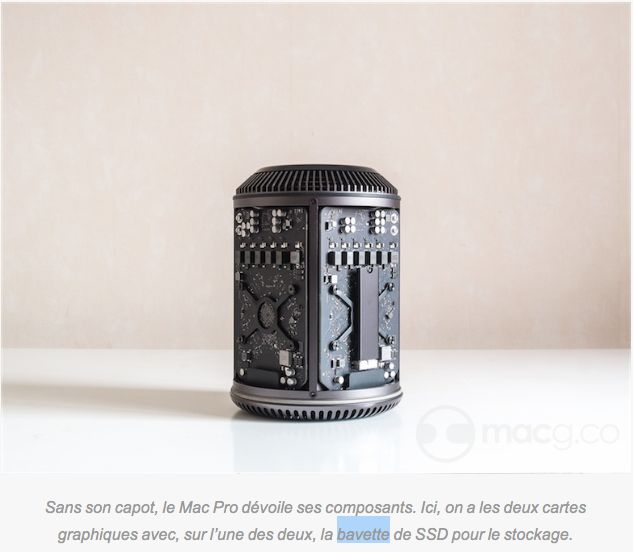 macg.co
Sans son capot, le Mac Pro dévoile ses composants. Ici, on a les deux cartes
graphiques avec, sur l'une des deux, la bavette de SSD pour le stockage.